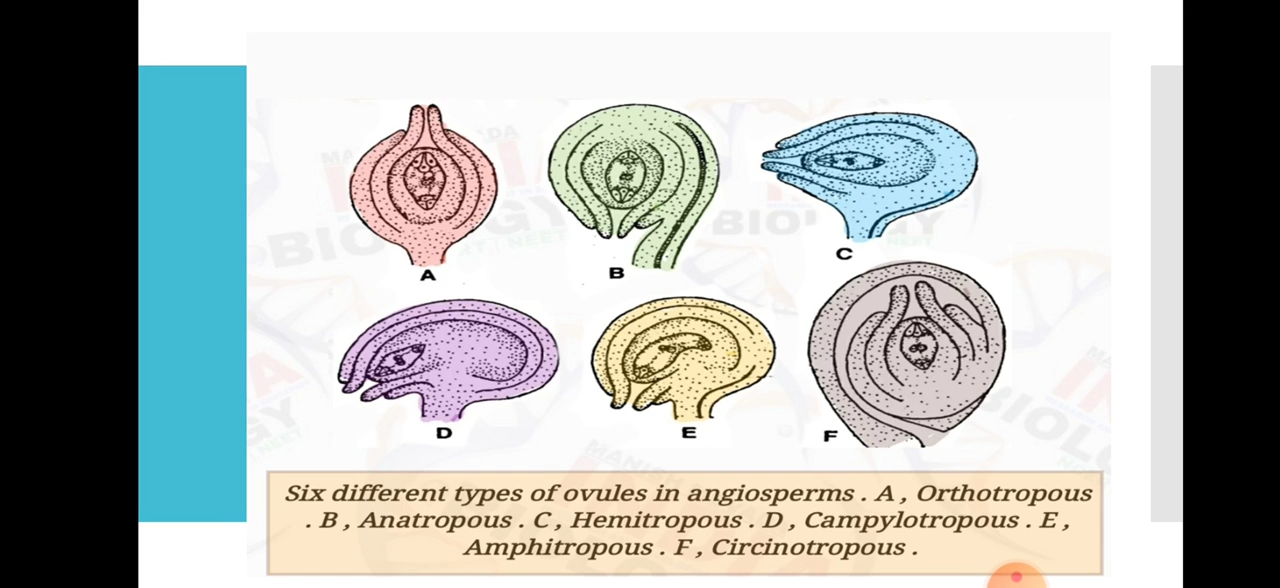 A
B
C
D
E
F
Six different types of ovules in angiosperms . A , Orthotropous
. B , Anatropous . C , Hemitropous . D , Campylotropous . E ,
Amphitropous . F , Circinotropous .